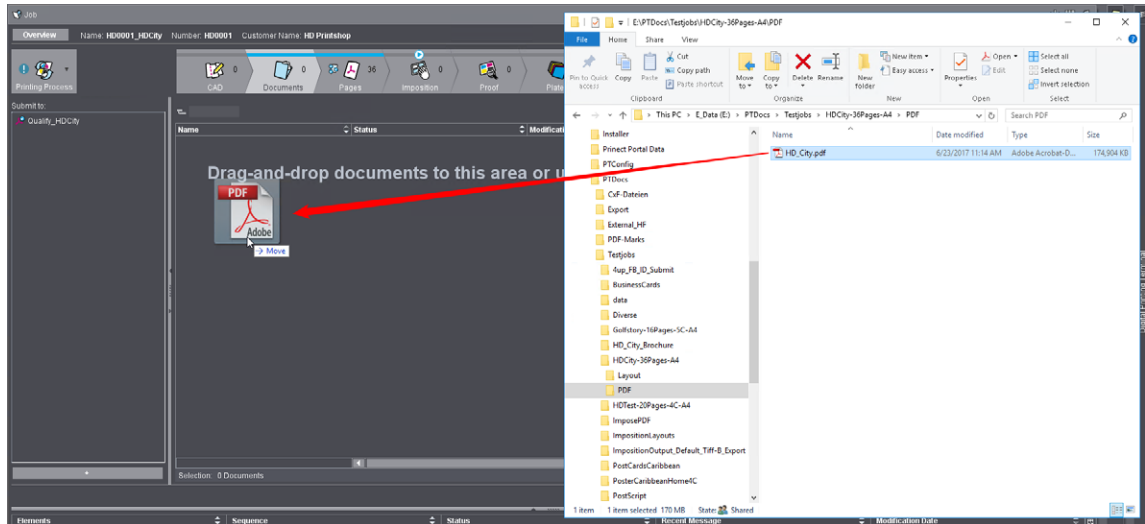 Job
Overview Name: HD0001_HDCity Number: HD0001 Customer Name: HD Printshop
Printing Process
0 CAD
0 Documents
36 Pages
0 Imposition
0 Proof
Plate
Submit to:
Qualify_HDCity
Name Status Modificati
Drag-and-drop documents to this area or u
PDF
Adobe
Move
Selection: 0 Documents
Elements Sequence Status Recent Message Modification Date
E:\PTDocs\Testjobs\HDCity-36Pages-A4\PDF
File Home Share View
Pin to Quick access
Copy
Paste
Cut
Copy path
Paste shortcut
Move to
Copy to
Delete
Rename
New folder
New item
Easy access
Properties
Open
Edit
Select all
Select none
Invert selection
Clipboard Organize New Open Select
This PC > E_Data (E:) > PTDocs > Testjobs > HDCity-36Pages-A4 > PDF
Search PDF
Name Date modified Type Size
HD_City.pdf 6/23/2017 11:14 AM Adobe Acrobat-D... 174,904 KB
Installer
Prinect Portal Data
PTConfig
PTDocs
CxF-Dateien
Export
External_HF
PDF-Marks
Testjobs
4up_FB_ID_Submit
BusinessCards
data
Diverse
Golfstory-16Pages-5C-A4
HD_City_Brochure
HDCity-36Pages-A4
Layout
PDF
HDTest-20Pages-4C-A4
ImposePDF
ImpositionLayouts
ImpositionOutput_Default_Tiff-B_Export
PostCardsCaribbean
PosterCaribbeanHome4C
PostScript
1 item 1 item selected 170 MB State: Shared